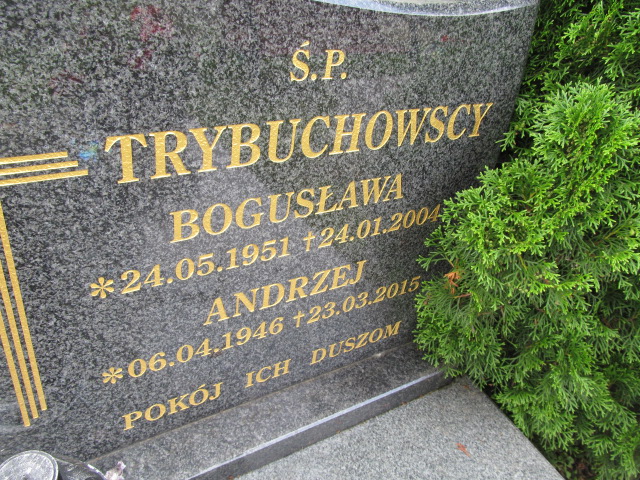 Ś.P.
TRYBUCHOWSCY
BOGUSŁAWA
*24.05.1951 †24.01.2004
ANDRZEJ
*06.04.1946 †23.03.2015
POKÓJ ICH DUSZOM